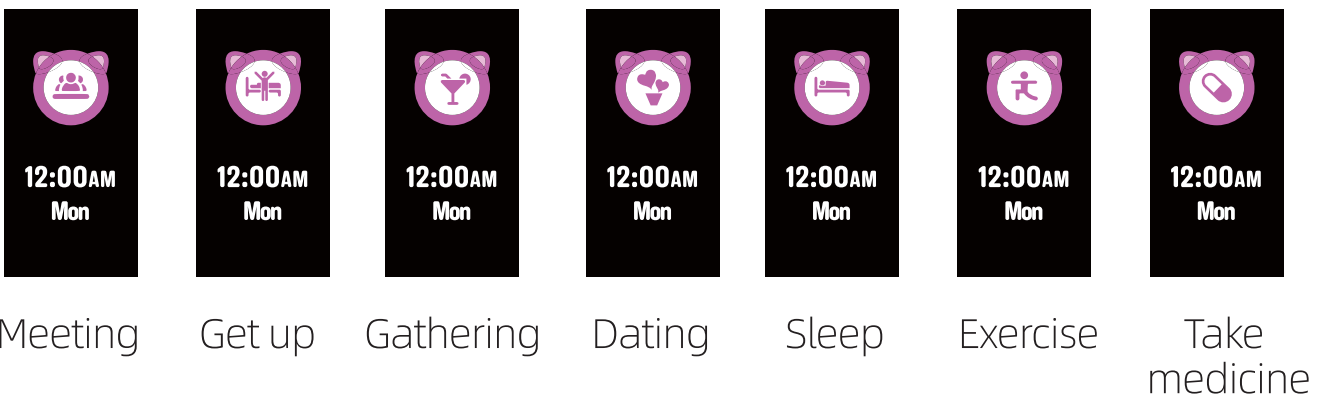 12:00AM 12:00AM 12:00AM 12:00AM 12:00AM 12:00AM 12:00AM
Mon Mon Mon Mon Mon Mon Mon
Meeting Get up Gathering Dating Sleep Exercise Take
medicine